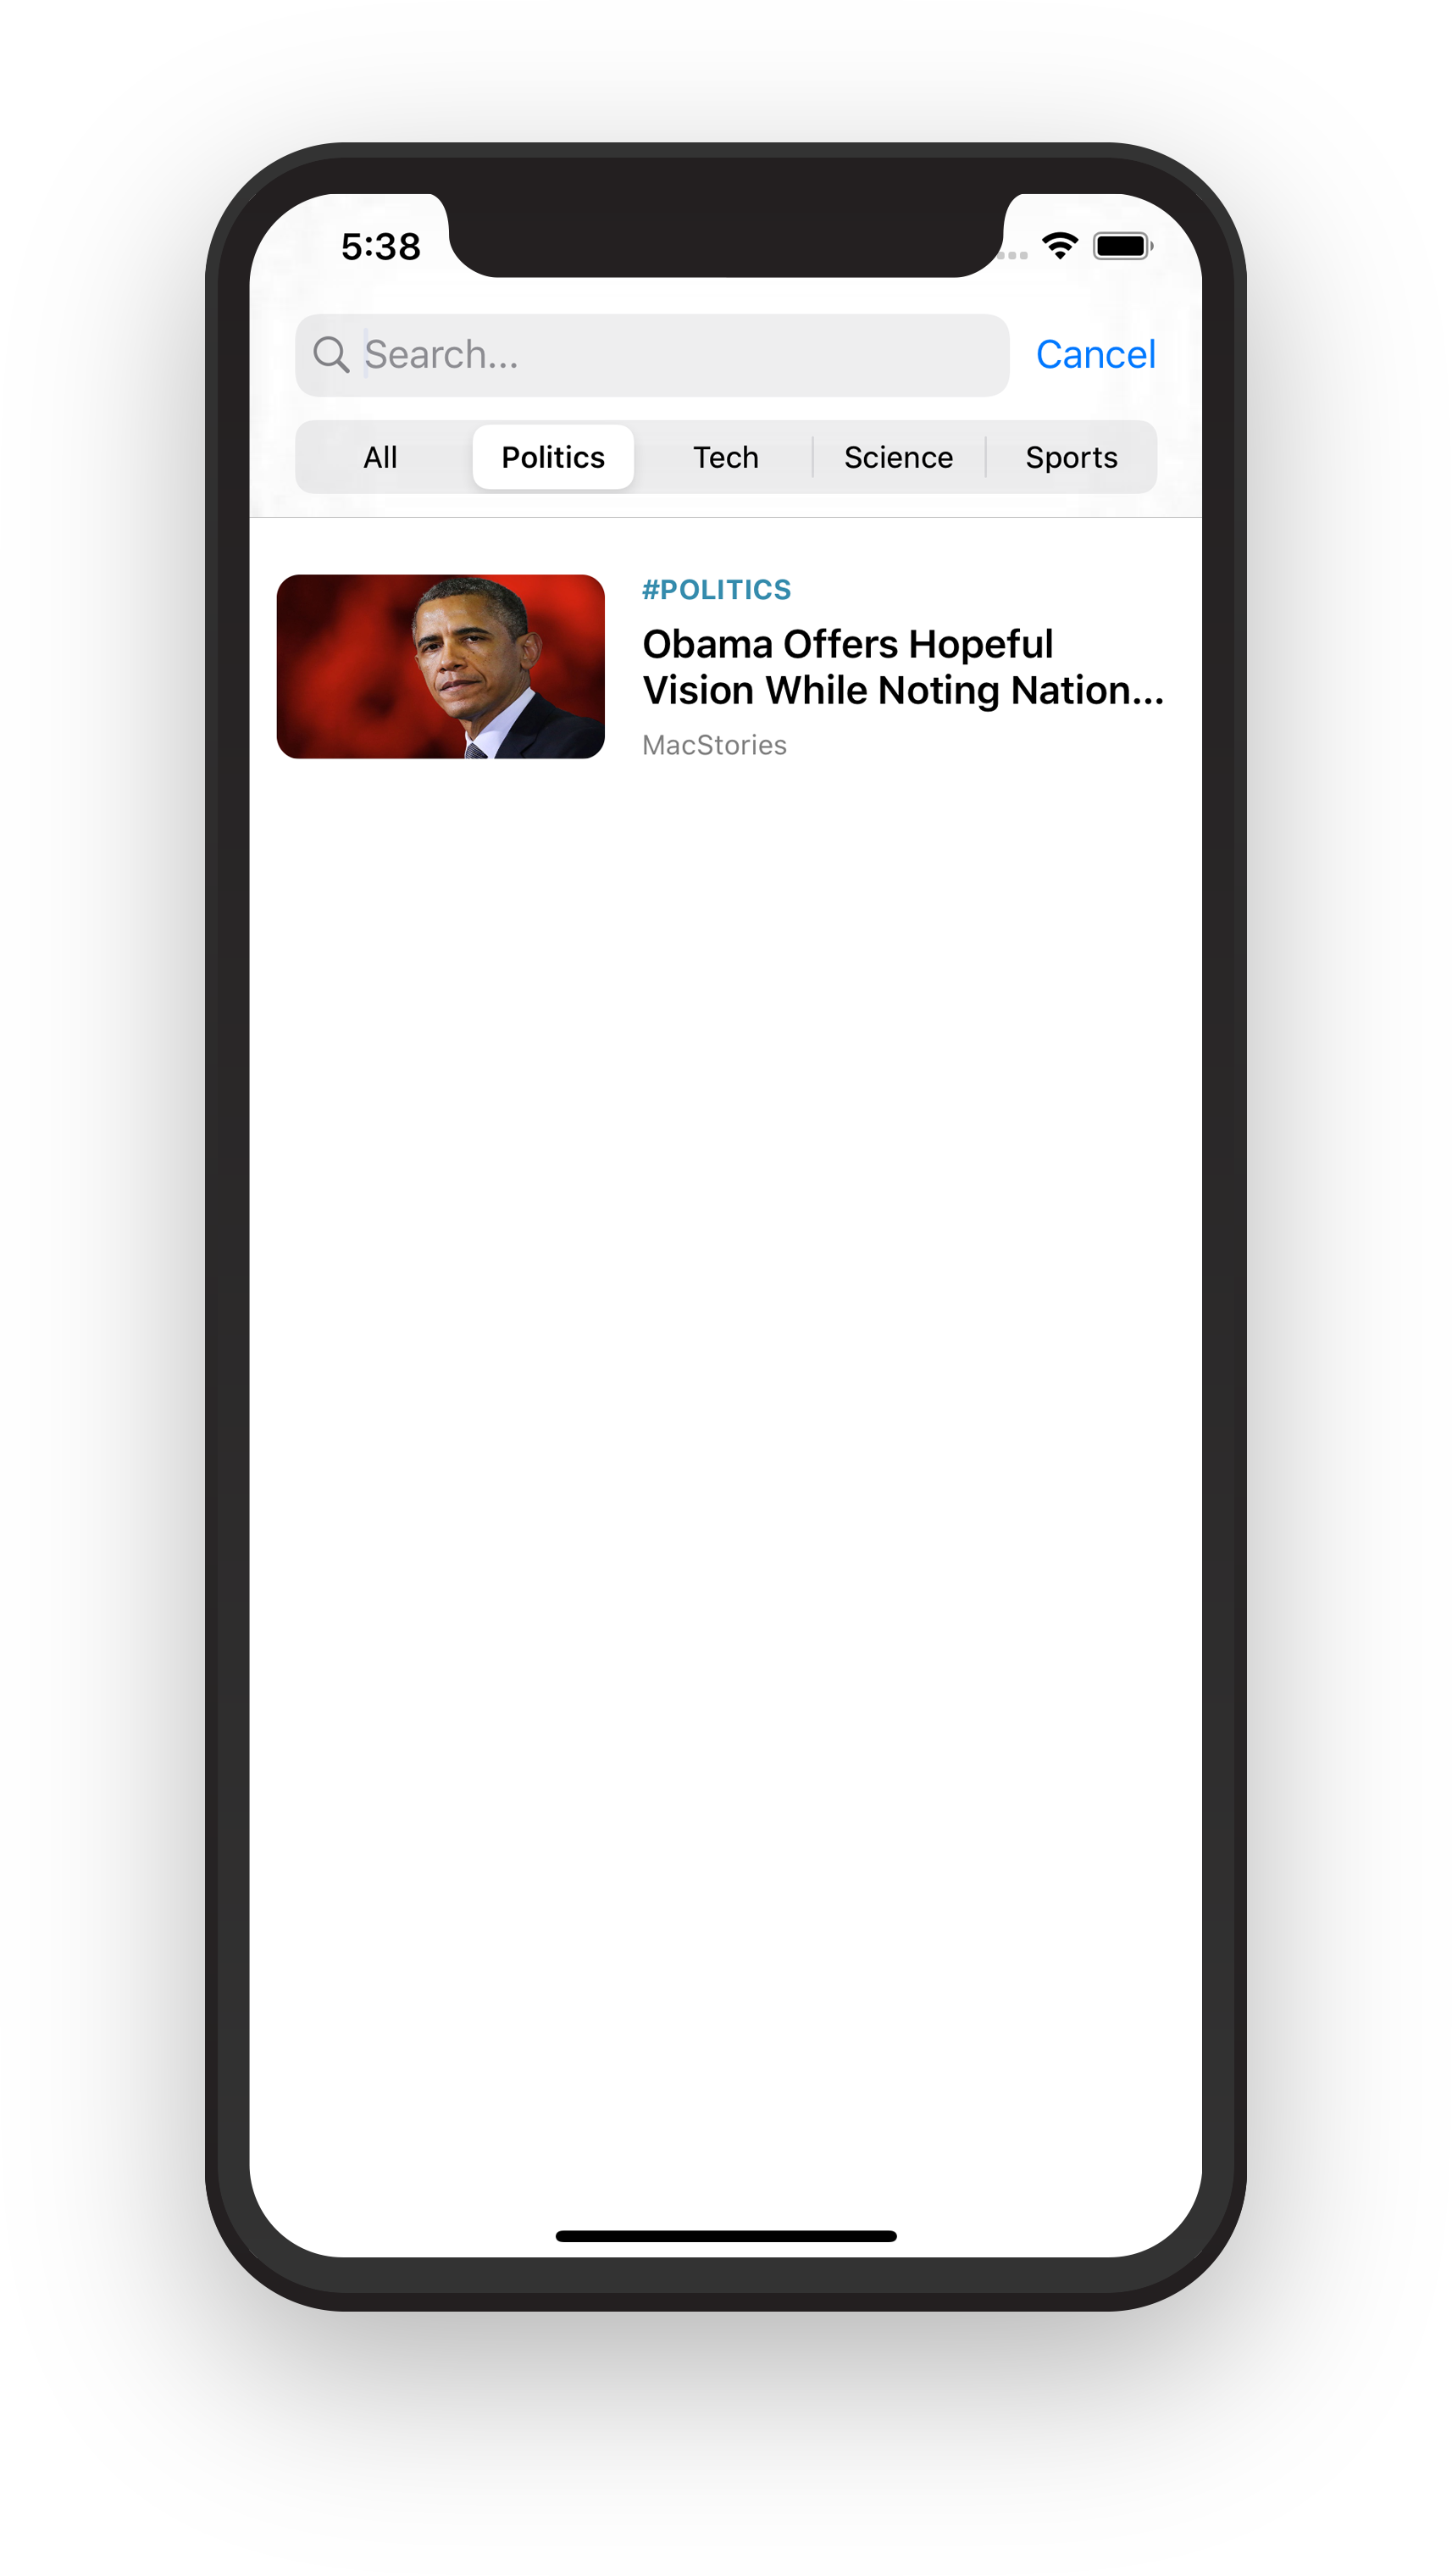 5:38
Search...
Cancel
All
Politics
Tech
Science
Sports
#POLITICS
Obama Offers Hopeful
Vision While Noting Nation...
MacStories